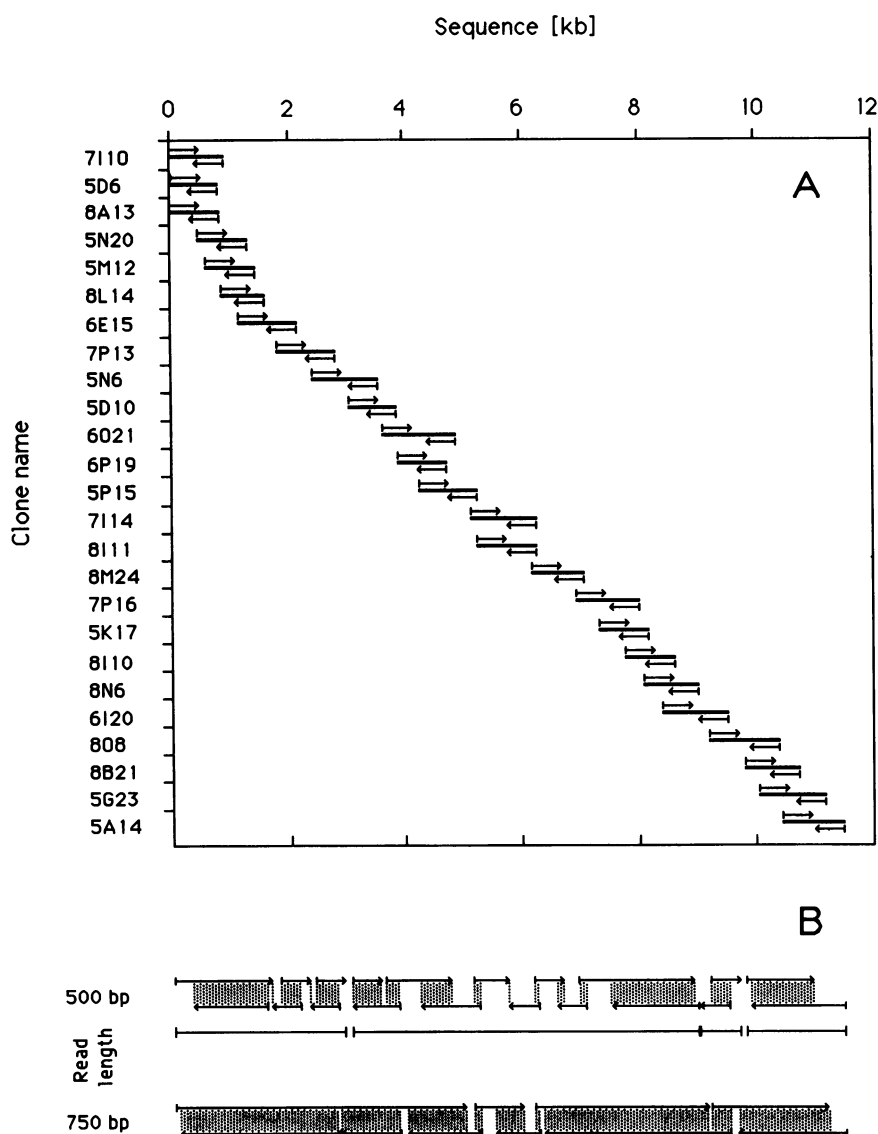 Sequence [kb]
0 2 4 6 8 10 12
A
Clone name
7I10
5D6
8A13
5N20
5M12
8L14
6E15
7P13
5N6
5D10
6O21
6P19
5P15
7I14
8I11
8M24
7P16
5K17
8I10
8N6
6I20
8O8
8B21
5G23
5A14
B
500 bp
Read
length
750 bp